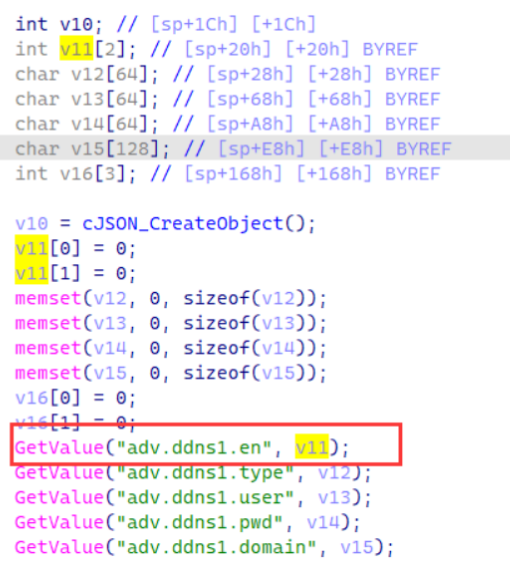 int v10; // [sp+1Ch] [+1Ch]
int v11[2]; // [sp+20h] [+20h] BYREF
char v12[64]; // [sp+28h] [+28h] BYREF
char v13[64]; // [sp+68h] [+68h] BYREF
char v14[64]; // [sp+A8h] [+A8h] BYREF
char v15[128]; // [sp+E8h] [+E8h] BYREF
int v16[3]; // [sp+168h] [+168h] BYREF
v10 = cJSON_CreateObject();
v11[0] = 0;
v11[1] = 0;
memset(v12, 0, sizeof(v12));
memset(v13, 0, sizeof(v13));
memset(v14, 0, sizeof(v14));
memset(v15, 0, sizeof(v15));
v16[0] = 0;
v16[1] = 0;
GetValue("adv.ddns1.en", v11);
GetValue("adv.ddns1.type", v12);
GetValue("adv.ddns1.user", v13);
GetValue("adv.ddns1.pwd", v14);
GetValue("adv.ddns1.domain", v15);